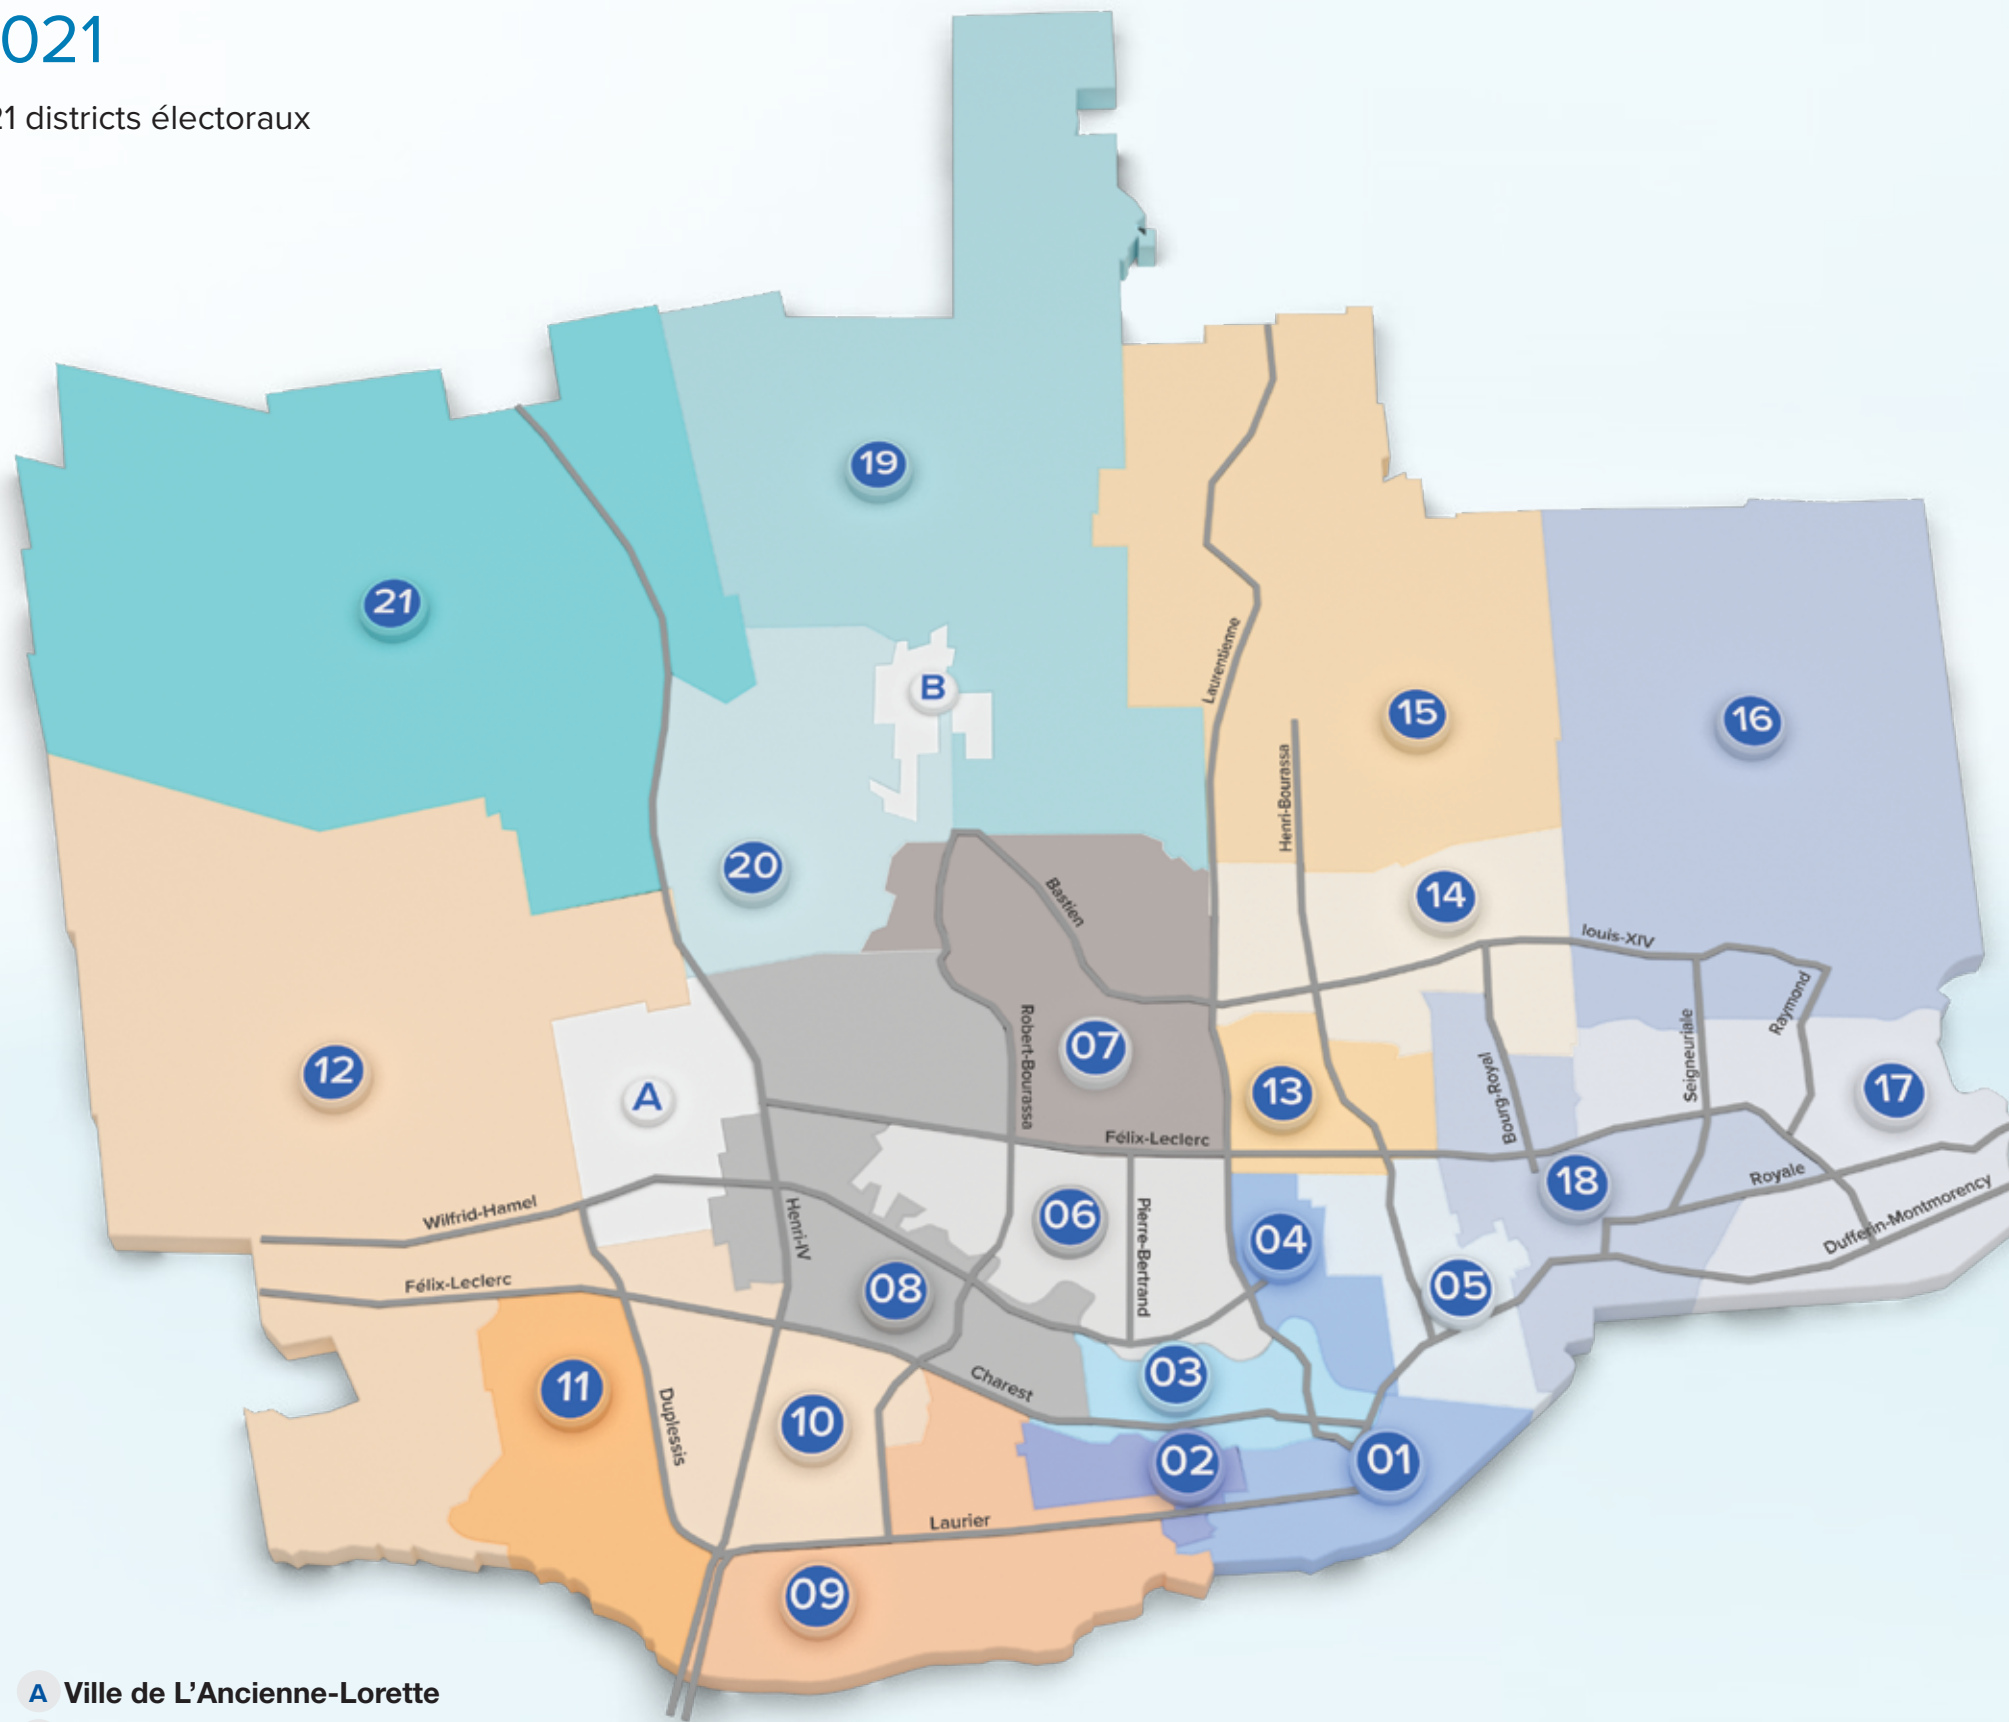 021
21 districts électoraux
19
21
B
Laurentienne
15
16
Henri-Bourassa
20
14
Bastien
louis-XIV
Raymond
Robert-Bourassa
Seigneuriale
07
12
A
13
Bourg-Royal
17
Félix-Leclerc
Royale
18
Wilfrid-Hamel
Henri-IV
06
Pierre-Bertrand
04
Dufferin-Montmorency
Félix-Leclerc
08
05
11
03
Charest
Duplessis
10
02
01
Laurier
09
A Ville de L'Ancienne-Lorette